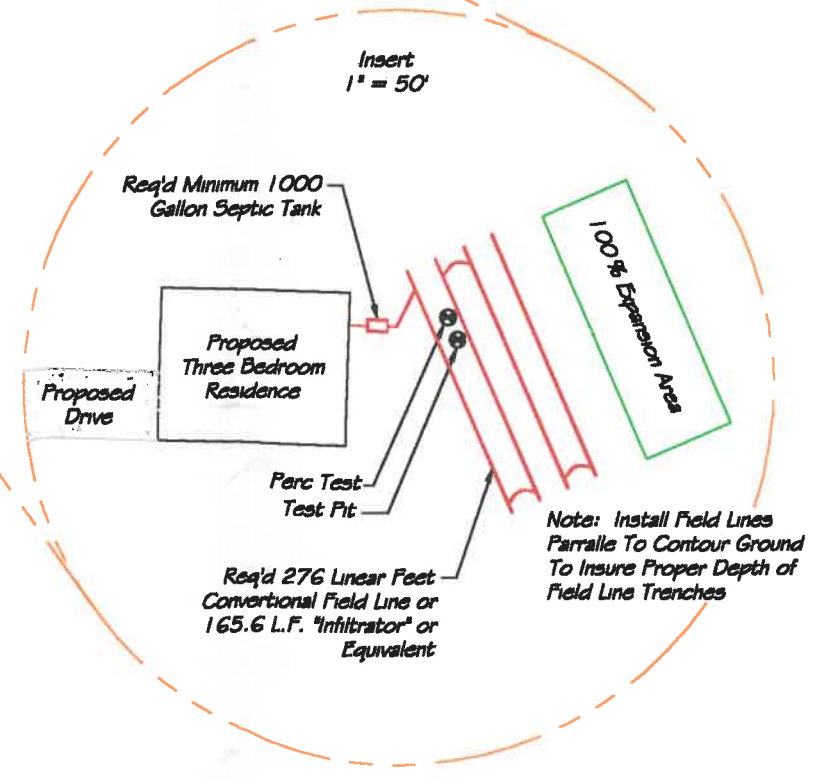 Insert
1" = 50'
Req'd Minimum 1000
Gallon Septic Tank
100% Expansion Area
Proposed
Three Bedroom
Residence
Proposed
Drive
Perc Test
Test Pit
Note: Install Field Lines
Parralle To Contour Ground
To Insure Proper Depth of
Field Line Trenches
Req'd 276 Linear Feet
Convertional Field Line or
165.6 L.F. "Infiltrator" or
Equivalent